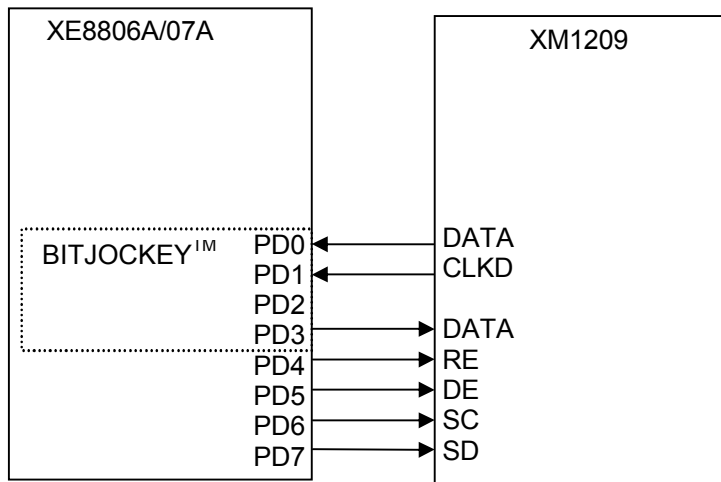 XE8806A/07A
XM1209
BITJOCKEY™
PD0
PD1
PD2
PD3
PD4
PD5
PD6
PD7
DATA
CLKD
DATA
RE
DE
SC
SD